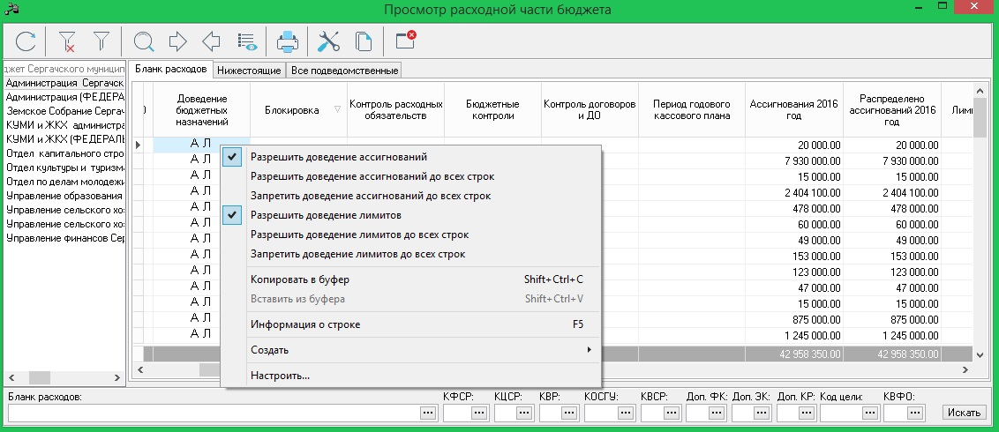 Просмотр расходной части бюджета
джет Сергачского муницип
Администрация Сергачск
Администрация (ФЕДЕРА
Земское Собрание Сергач
КУМИ и ЖКХ администра
КУМИ и ЖКХ (ФЕДЕРАЛЬ
Отдел капитального стро
Отдел культуры и туризм
Отдел по делам молодежи
Управление образования
Управление сельского хо
Управление сельского хо
Управление финансов Сер
Бланк расходов Нижестоящие Все подведомственные
Доведение бюджетных назначений Блокировка Контроль расходных обязательств Бюджетные контроли Контроль договоров и ДО Период годового кассового плана Ассигнования 2016 год Распределено ассигнований 2016 год Лим
А Л 20 000.00 20 000.00
А Л 7 930 000.00 7 930 000.00
А Л 15 000.00 15 000.00
А Л 2 404 100.00 2 404 100.00
А Л 478 000.00 478 000.00
А Л 60 000.00 60 000.00
А Л 49 000.00 49 000.00
А Л 153 000.00 153 000.00
А Л 123 000.00 123 000.00
А Л 47 000.00 47 000.00
А Л 15 000.00 15 000.00
А Л 875 000.00 875 000.00
А Л 1 245 000.00 1 245 000.00
42 958 350.00 42 958 350.00
Разрешить доведение ассигнований
Разрешить доведение ассигнований до всех строк
Запретить доведение ассигнований до всех строк
Разрешить доведение лимитов
Разрешить доведение лимитов до всех строк
Запретить доведение лимитов до всех строк
Копировать в буфер Shift+Ctrl+C
Вставить из буфера Shift+Ctrl+V
Информация о строке F5
Создать
Настроить...
Бланк расходов: КФСР: КЦСР: КВР: КОСГУ: КВСР: Доп. ФК: Доп. ЭК: Доп. КР: Код цели: КВФО:
Искать